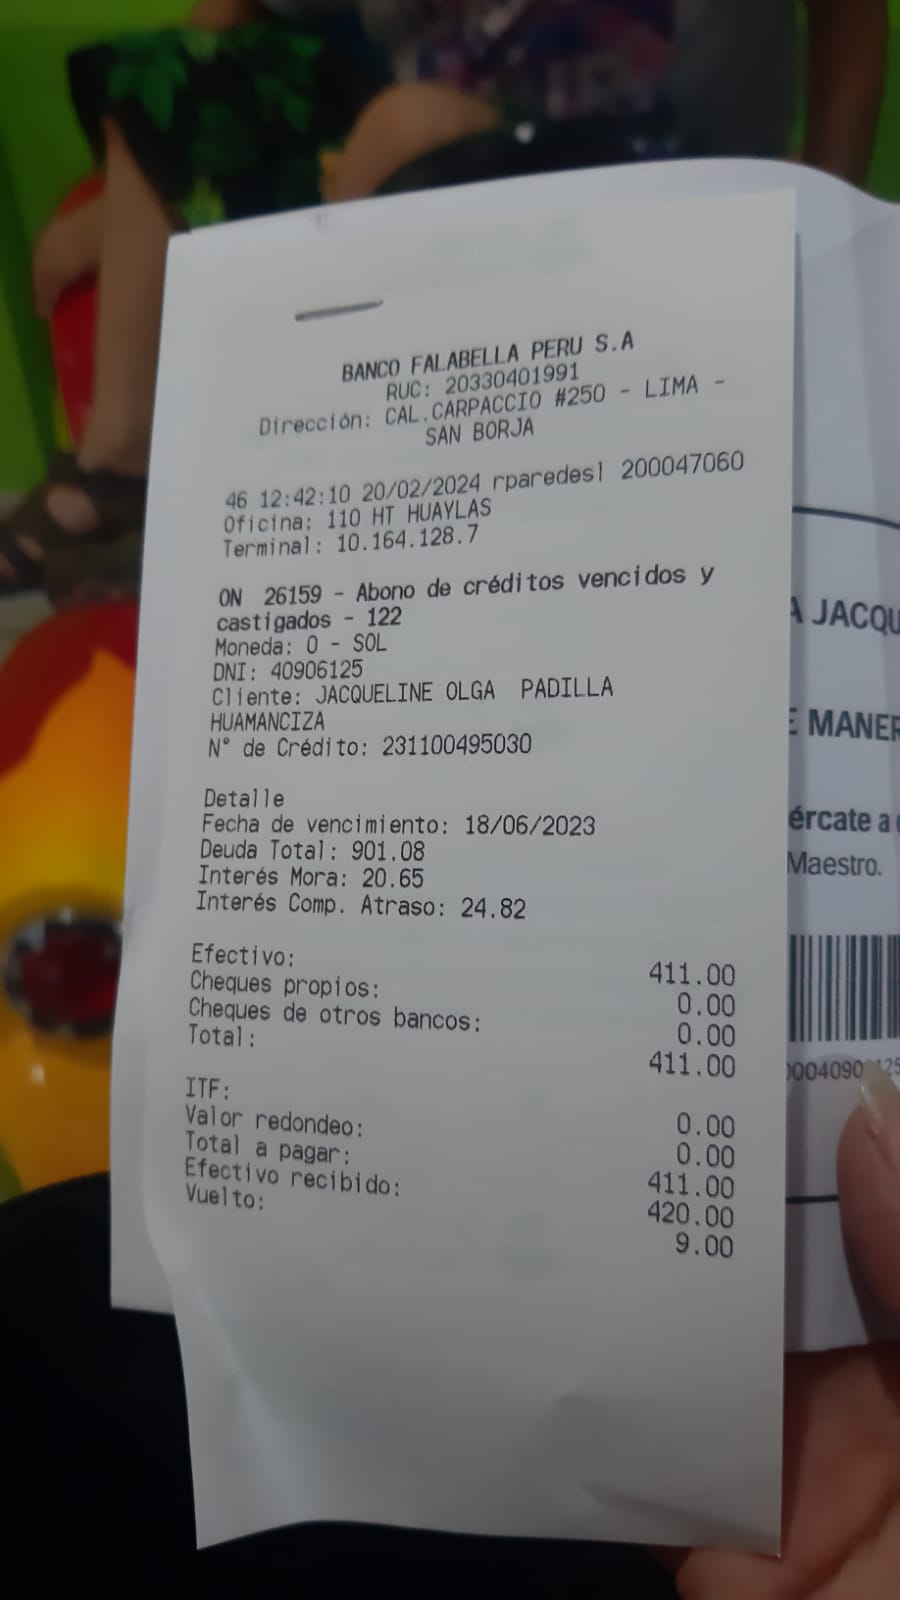 BANCO FALABELLA PERU S.A
RUC: 20330401991
Dirección: CAL.CARPACCIO #250 - LIMA -
SAN BORJA
46 12:42:10 20/02/2024 rparedesl 200047060
Oficina: 110 HT HUAYLAS
Terminal: 10.164.128.7
ON 26159 - Abono de créditos vencidos y
castigados - 122
Moneda: 0 - SOL
DNI: 40906125
Cliente: JACQUELINE OLGA PADILLA
HUAMANCIZA
N° de Crédito: 231100495030
Detalle
Fecha de vencimiento: 18/06/2023
Deuda Total: 901.08
Interés Mora: 20.65
Interés Comp. Atraso: 24.82
Efectivo: 411.00
Cheques propios: 0.00
Cheques de otros bancos: 0.00
Total: 411.00
ITF: 0.00
Valor redondeo: 0.00
Total a pagar: 411.00
Efectivo recibido: 420.00
Vuelto: 9.00
A JACQU
E MANER
ércate a
Maestro.